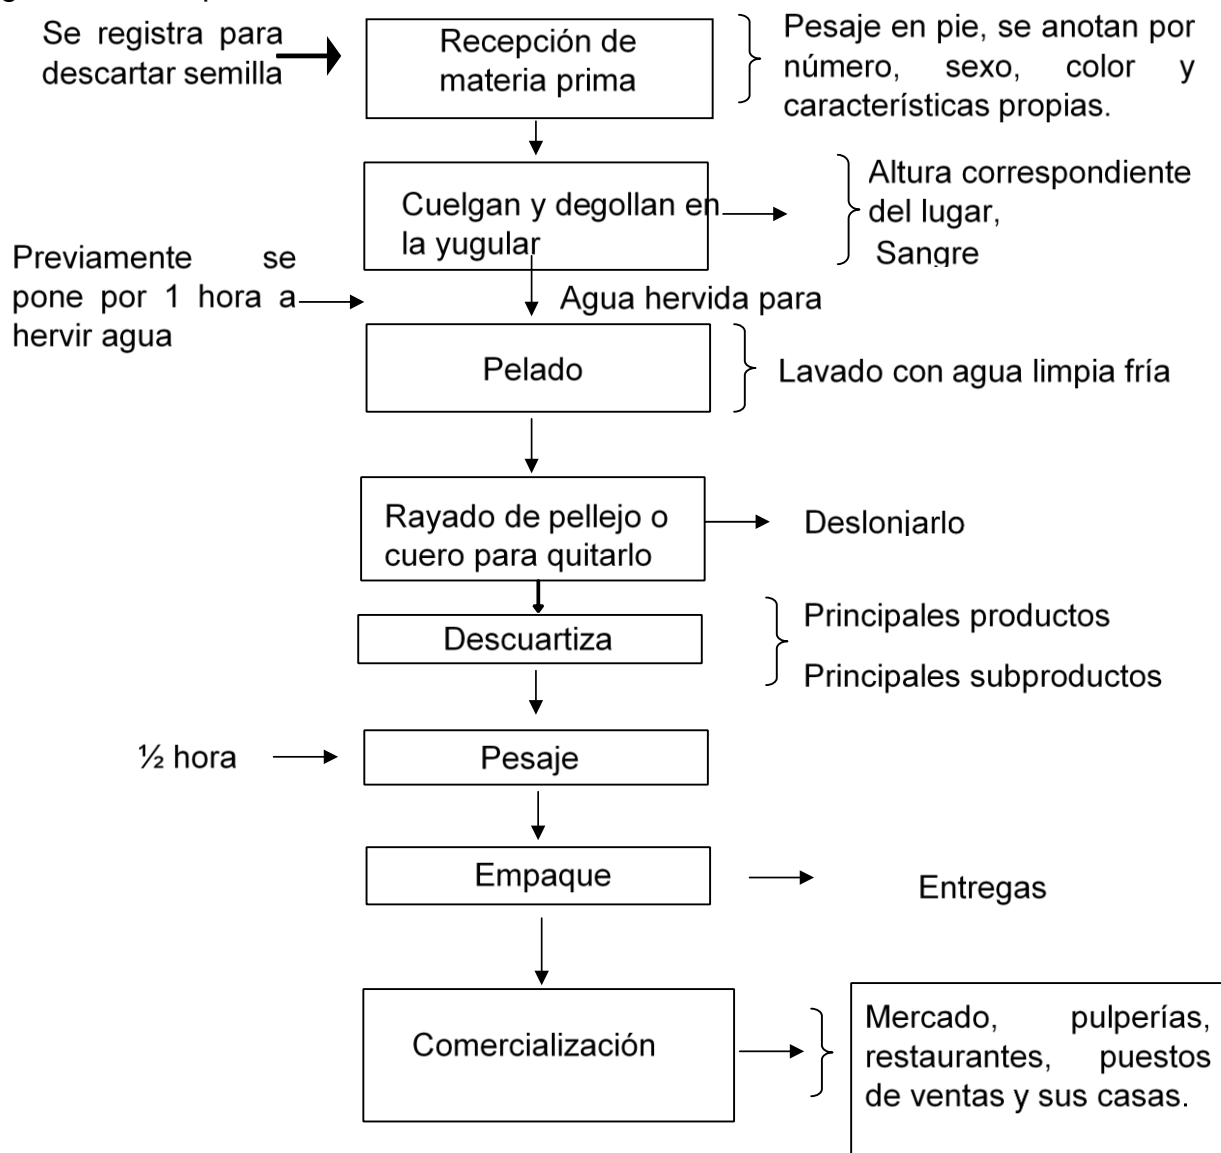 Se registra para
descartar semilla
Recepción de
materia prima
Pesaje en pie, se anotan por
número, sexo, color y
características propias.
Cuelgan y degollan en
la yugular
Altura correspondiente
del lugar,
Sangre
Previamente se
pone por 1 hora a
hervir agua
Agua hervida para
Pelado
Lavado con agua limpia fría
Rayado de pellejo o
cuero para quitarlo
Deslonjarlo
Descuartiza
Principales productos
Principales subproductos
½ hora
Pesaje
Empaque
Entregas
Comercialización
Mercado, pulperías,
restaurantes, puestos
de ventas y sus casas.